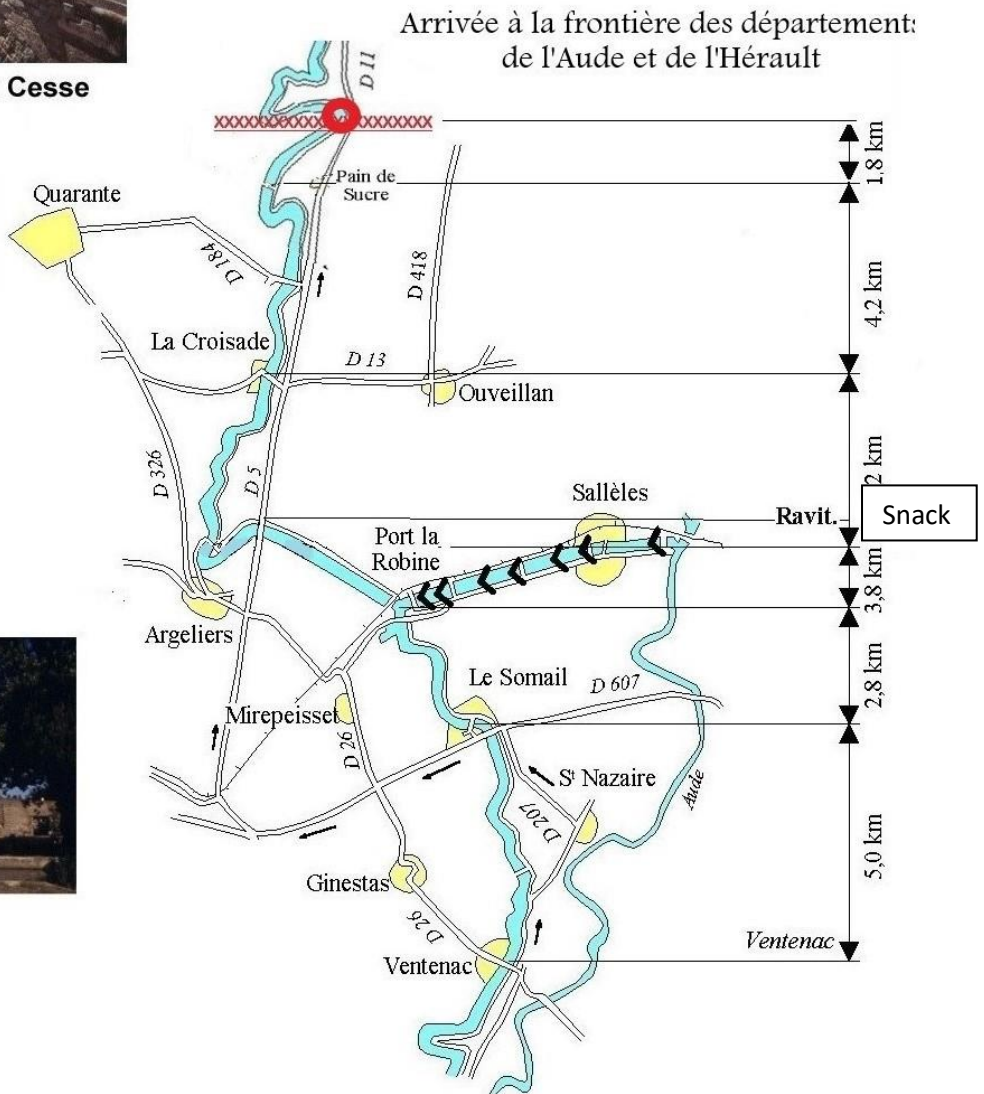 Arrivée à la frontière des départements
de l'Aude et de l'Hérault
Cesse
D 11
XXXXXXXXXXXXXXXXXXXX
1,8 km
Pain de
Sucre
Quarante
D 184
D 418
4,2 km
La Croisade
D 13
Ouveillan
D 326
D 5
2 km
Sallèles
Ravit.
Snack
Port la
Robine
3,8 km
Argeliers
Le Somail
D 607
2,8 km
Mirepeisset
D 26
St Nazaire
Aude
D 207
5,0 km
Ginestas
D 26
Ventenac
Ventenac